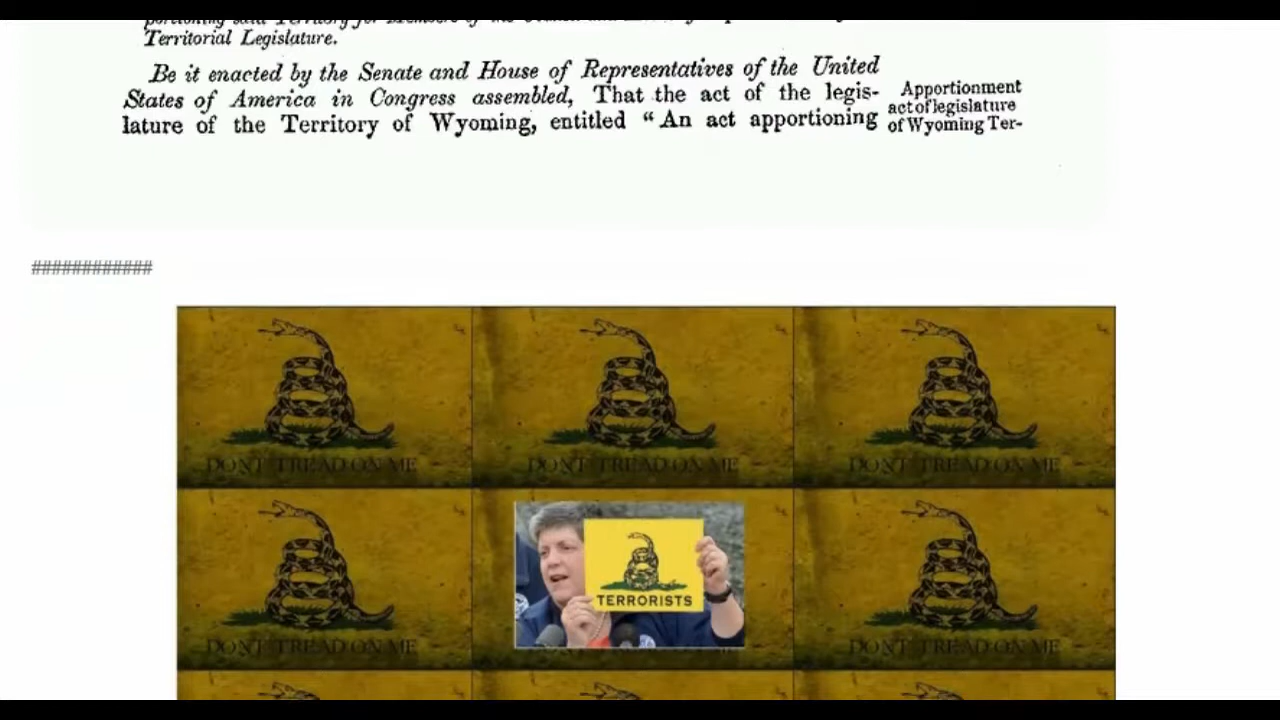 Territorial Legislature.
Be it enacted by the Senate and House of Representatives of the United
States of America in Congress assembled, That the act of the legis-
lature of the Territory of Wyoming, entitled “An act apportioning
Apportionment
act of legislature
of Wyoming Ter-
############
DONT TREAD ON ME
DONT TREAD ON ME
DONT TREAD ON ME
DONT TREAD ON ME
TERRORISTS
DONT TREAD ON ME